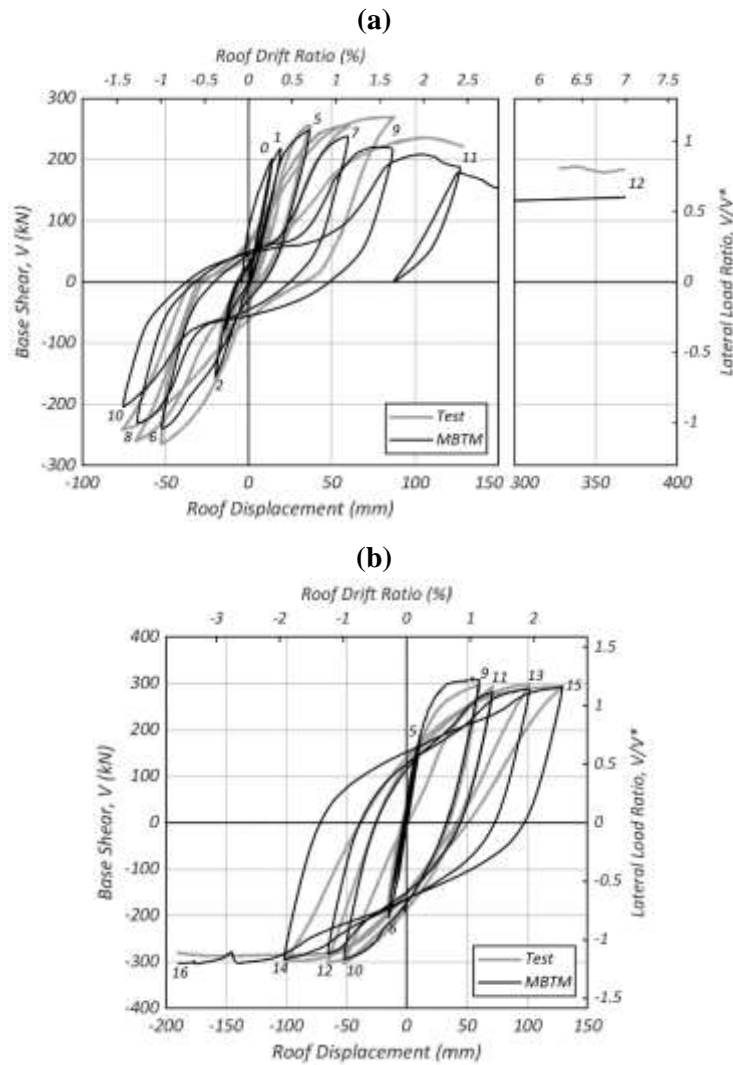 (a)
Roof Drift Ratio (%)
-1.5 -1 -0.5 0 0.5 1 1.5 2 2.5 6 6.5 7 7.5
300
200
100
0
-100
-200
-300
Base Shear, V (kN)
0 1 5 7 9 11 12
2 10 8 6
Test
MBTM
1
0.5
0
-0.5
-1
Lateral Load Ratio, V/V*
-100 -50 0 50 100 150 300 350 400
Roof Displacement (mm)
(b)
Roof Drift Ratio (%)
-3 -2 -1 0 1 2
400
300
200
100
0
-100
-200
-300
-400
Base Shear, V (kN)
5 9 11 13 15
6 16 14 12 10
Test
MBTM
1.5
1
0.5
0
-0.5
-1
-1.5
Lateral Load Ratio, V/V*
-200 -150 -100 -50 0 50 100 150
Roof Displacement (mm)